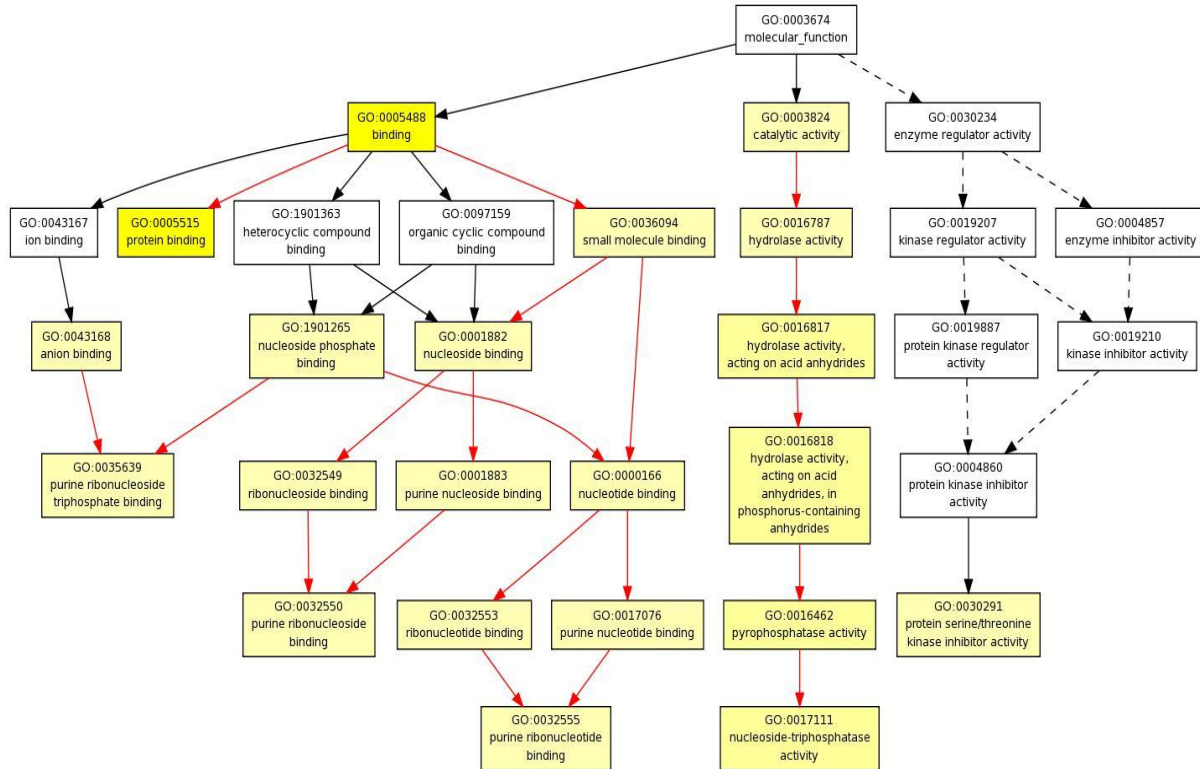 GO:0003674
molecular_function
GO:0005488
binding
GO:0003824
catalytic activity
GO:0030234
enzyme regulator activity
GO:0043167
ion binding
GO:0005515
protein binding
GO:1901363
heterocyclic compound
binding
GO:0097159
organic cyclic compound
binding
GO:0036094
small molecule binding
GO:0016787
hydrolase activity
GO:0019207
kinase regulator activity
GO:0004857
enzyme inhibitor activity
GO:0043168
anion binding
GO:1901265
nucleoside phosphate
binding
GO:0001882
nucleoside binding
GO:0016817
hydrolase activity,
acting on acid anhydrides
GO:0019887
protein kinase regulator
activity
GO:0019210
kinase inhibitor activity
GO:0035639
purine ribonucleoside
triphosphate binding
GO:0032549
ribonucleoside binding
GO:0001883
purine nucleoside binding
GO:0000166
nucleotide binding
GO:0016818
hydrolase activity,
acting on acid
anhydrides, in
phosphorus-containing
anhydrides
GO:0004860
protein kinase inhibitor
activity
GO:0032550
purine ribonucleoside
binding
GO:0032553
ribonucleotide binding
GO:0017076
purine nucleotide binding
GO:0016462
pyrophosphatase activity
GO:0030291
protein serine/threonine
kinase inhibitor activity
GO:0032555
purine ribonucleotide
binding
GO:0017111
nucleoside-triphosphatase
activity